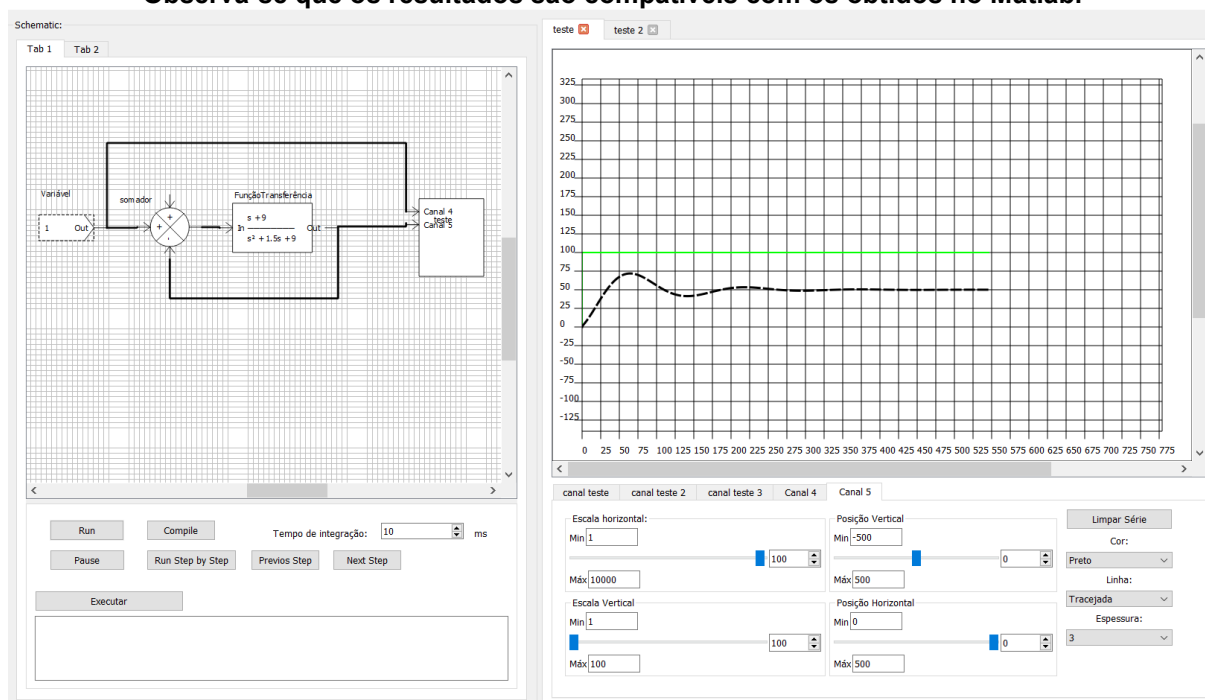 Observa-se que os resultados são compatíveis com os obtidos no Matlab.
Schematic:
Tab 1 Tab 2
Variável
1 Out
somador
+
+
-
FunçãoTransferência
s + 9
In Out
s² + 1.5s + 9
Canal 4
teste
Canal 5
Run Compile Tempo de integração: 10 ms
Pause Run Step by Step Previos Step Next Step
Executar
teste teste 2
325
300
275
250
225
200
175
150
125
100
75
50
25
0
-25
-50
-75
-100
-125
0 25 50 75 100 125 150 175 200 225 250 275 300 325 350 375 400 425 450 475 500 525 550 575 600 625 650 675 700 725 750 775
canal teste canal teste 2 canal teste 3 Canal 4 Canal 5
Escala horizontal:
Min 1
100
Máx 10000
Escala Vertical
Min 1
100
Máx 100
Posição Vertical
Min -500
0
Máx 500
Posição Horizontal
Min 0
0
Máx 500
Limpar Série
Cor:
Preto
Linha:
Tracejada
Espessura:
3